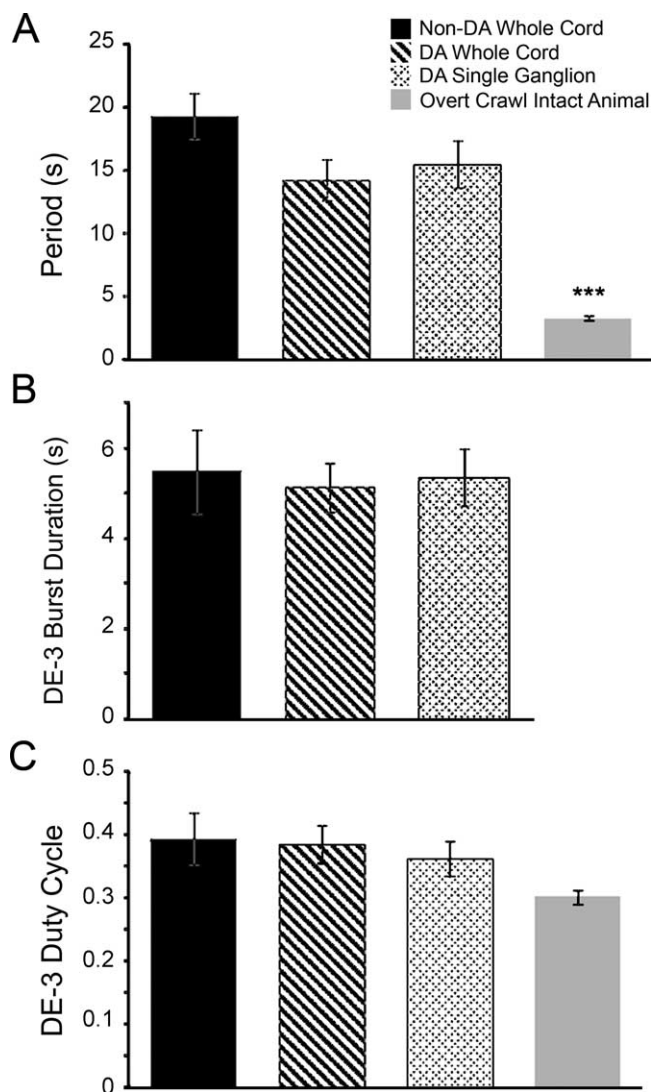 A
Non-DA Whole Cord
DA Whole Cord
DA Single Ganglion
Overt Crawl Intact Animal
Period (s)
25
20
15
10
5
0
***
B
DE-3 Burst Duration (s)
6
4
2
0
C
DE-3 Duty Cycle
0.5
0.4
0.3
0.2
0.1
0